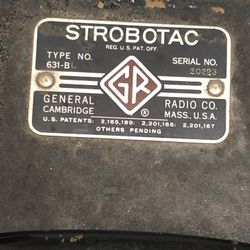 STROBOTAC
REG. U.S. PAT. OFF.
TYPE NO. SERIAL NO.
631-BL
GR
GENERAL RADIO CO.
CAMBRIDGE ® MASS. U.S.A.
U.S. PATENTS: 2,185,189; 2,201,166; 2,201,167
OTHERS PENDING